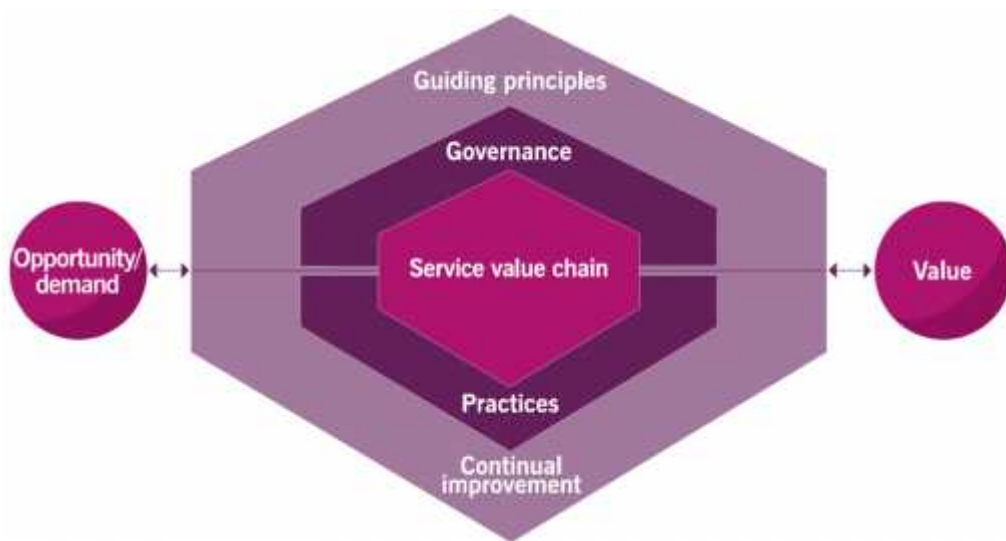 Guiding principles
Governance
Opportunity/
demand
Service value chain
Value
Practices
Continual
improvement